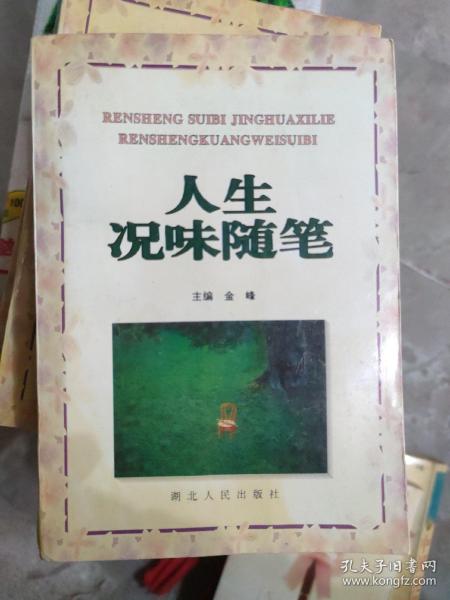 RENSHENG SUIBI JINGHUAXILIE
RENSHENGKUANGWEISUIBI
人生
况味随笔
主编 金峰
湖北人民出版社
孔夫子旧书网
www.kongfz.com